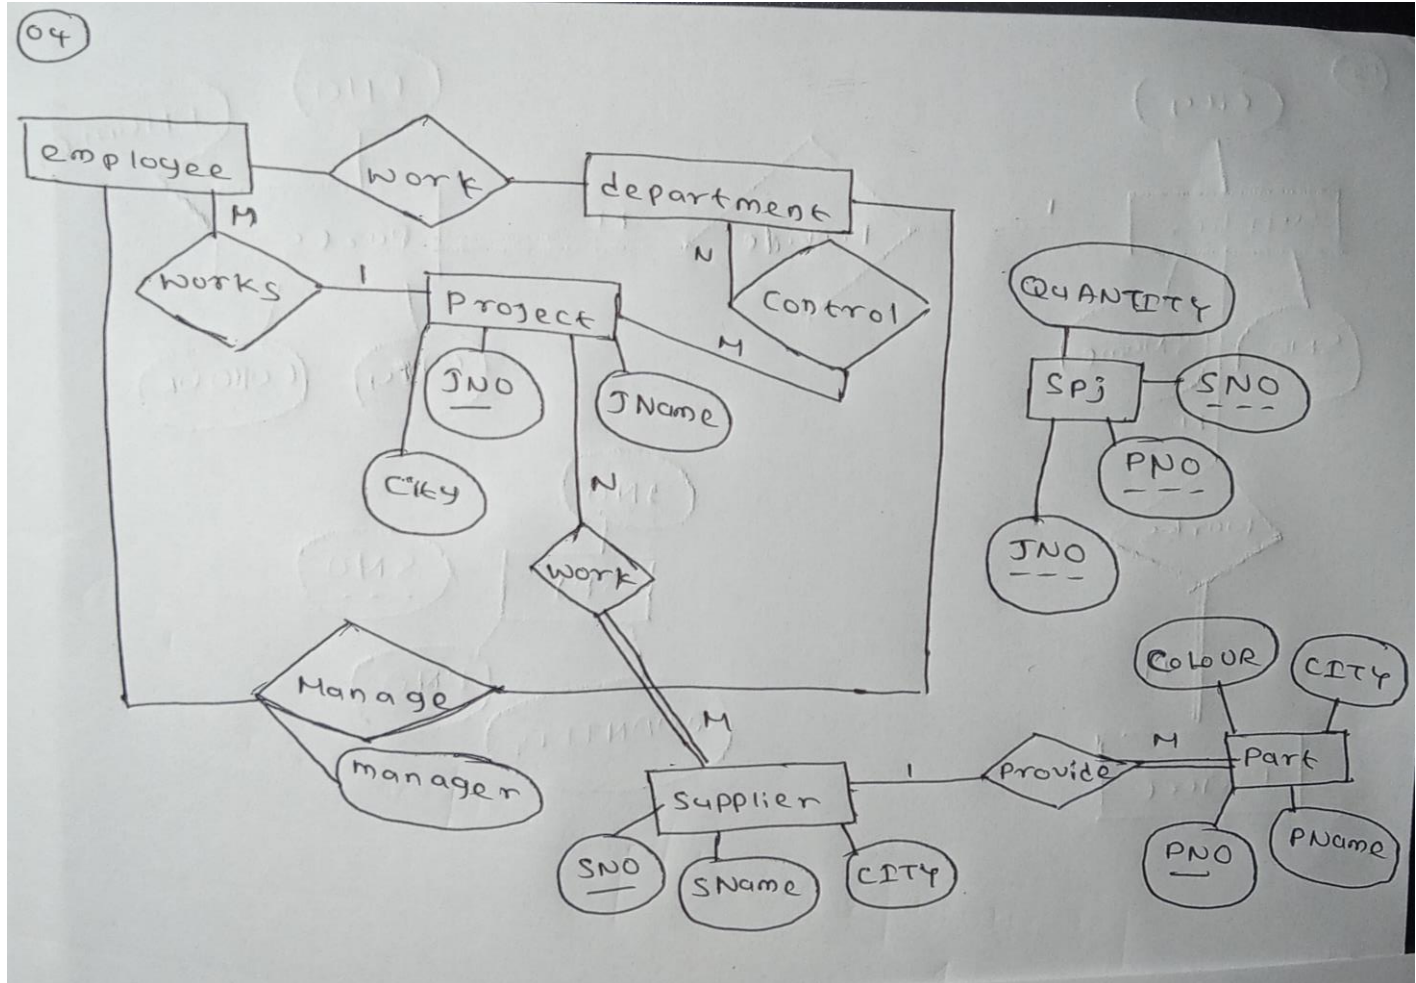 04
employee
work
department
M
N
works
1
Project
control
M
QUANTITY
JNO
JName
Spj
SNO
City
N
PNO
JNO
work
Manage
M
COLOUR
CITY
manager
supplier
1
Provide
M
Part
SNO
SName
CITY
PNO
PName